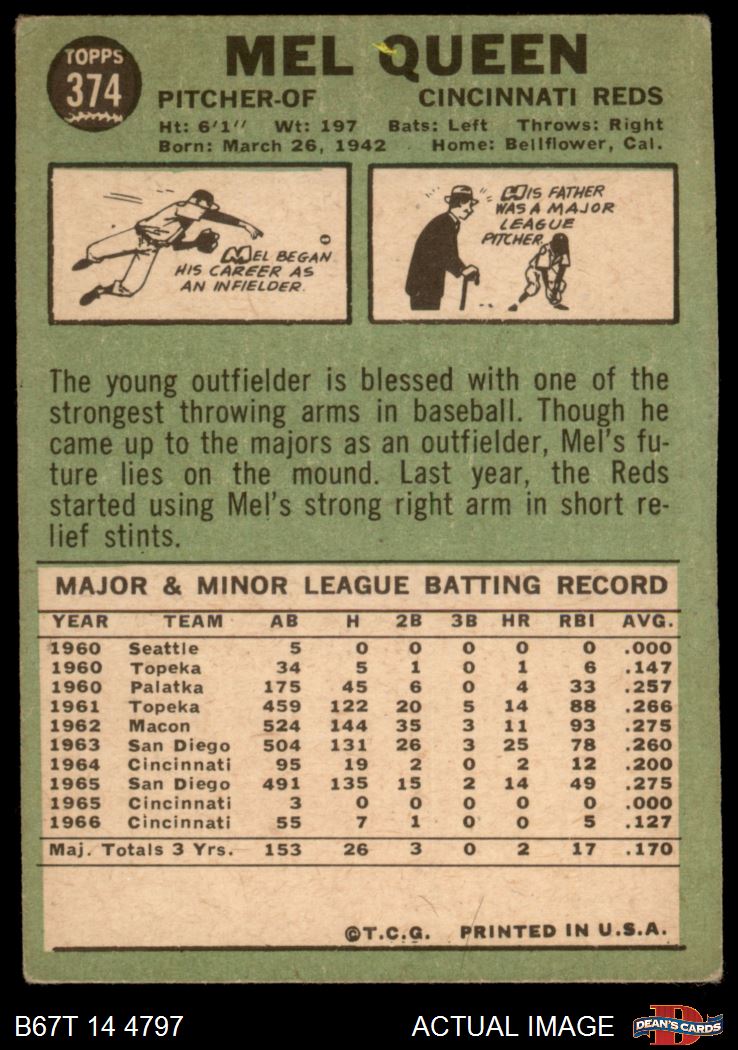 TOPPS
374
MEL QUEEN
PITCHER-OF CINCINNATI REDS
Ht: 6'1" Wt: 197 Bats: Left Throws: Right
Born: March 26, 1942 Home: Bellflower, Cal.
MEL BEGAN
HIS CAREER AS
AN INFIELDER.
HIS FATHER
WAS A MAJOR
LEAGUE
PITCHER.
The young outfielder is blessed with one of the
strongest throwing arms in baseball. Though he
came up to the majors as an outfielder, Mel's fu-
ture lies on the mound. Last year, the Reds
started using Mel's strong right arm in short re-
lief stints.
MAJOR & MINOR LEAGUE BATTING RECORD
YEAR TEAM AB H 2B 3B HR RBI AVG.
1960 Seattle 5 0 0 0 0 0 .000
1960 Topeka 34 5 1 0 1 6 .147
1960 Palatka 175 45 6 0 4 33 .257
1961 Topeka 459 122 20 5 14 88 .266
1962 Macon 524 144 35 3 11 93 .275
1963 San Diego 504 131 26 3 25 78 .260
1964 Cincinnati 95 19 2 0 2 12 .200
1965 San Diego 491 135 15 2 14 49 .275
1965 Cincinnati 3 0 0 0 0 0 .000
1966 Cincinnati 55 7 1 0 0 5 .127
Maj. Totals 3 Yrs. 153 26 3 0 2 17 .170
©T.C.G. PRINTED IN U.S.A.
B67T 14 4797 ACTUAL IMAGE
DEAN'S CARDS